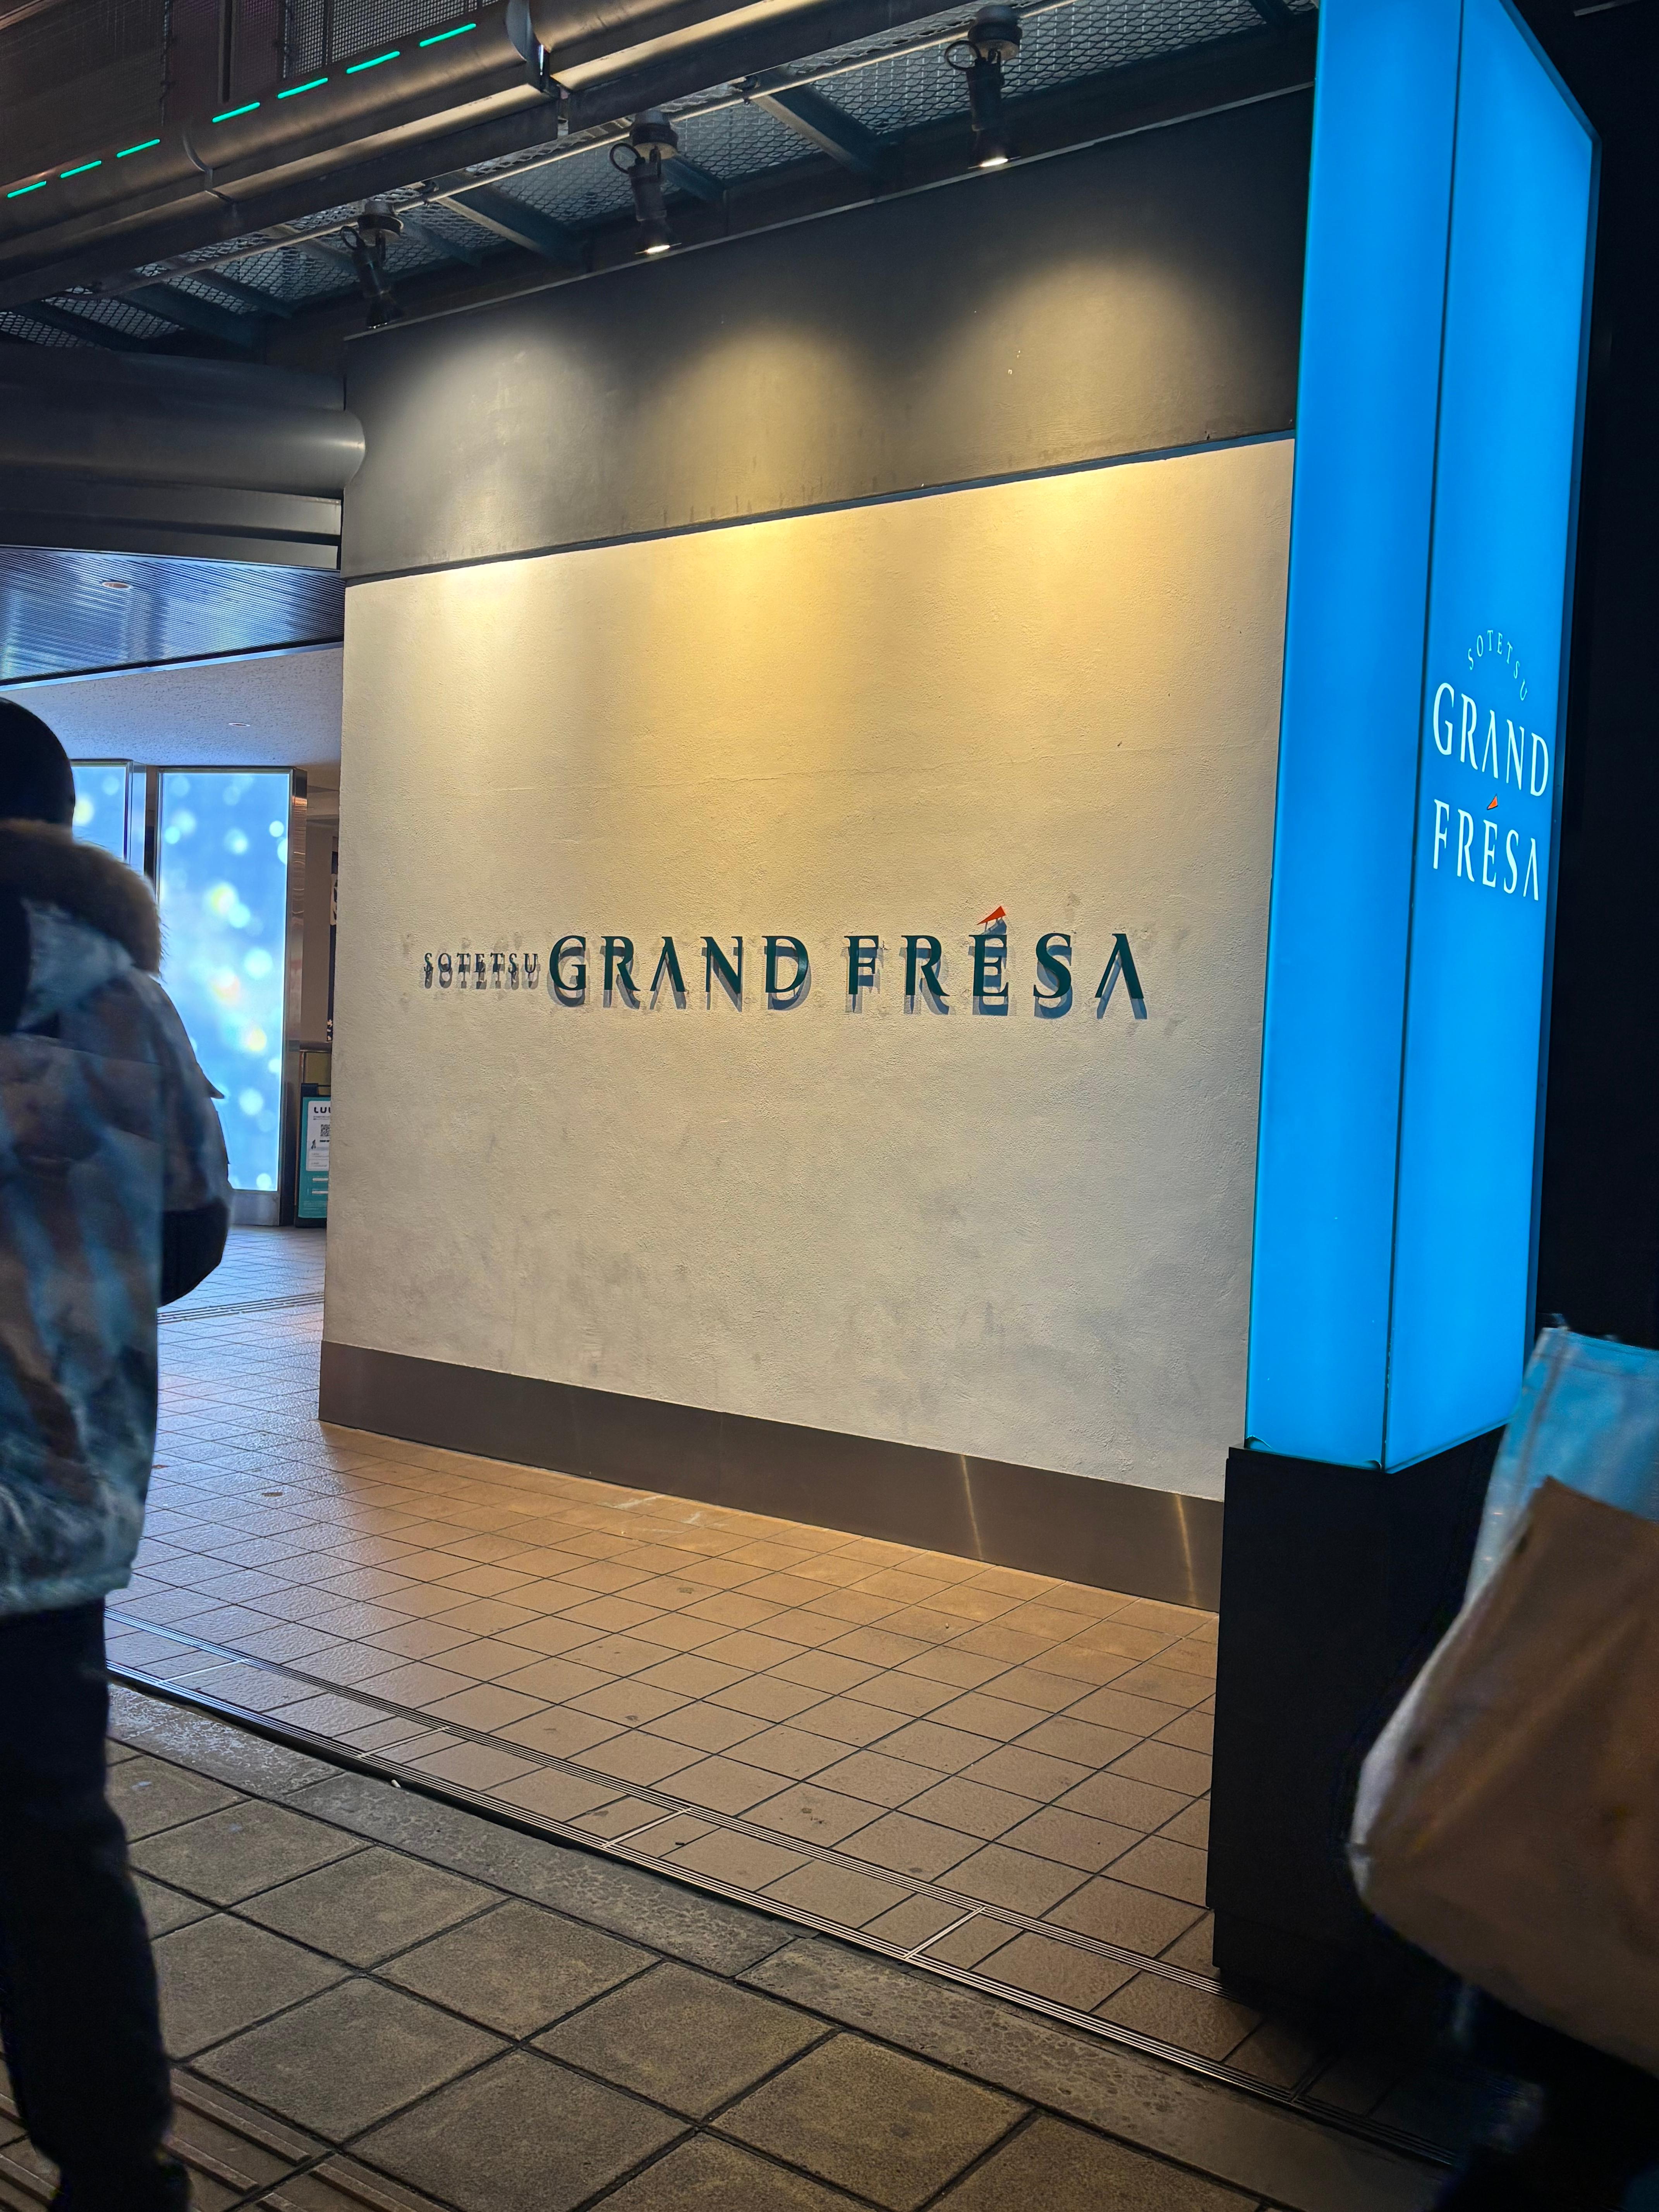 SOTETSU GRAND FRÉSA
SOTETSU
GRAND
FRÉSA